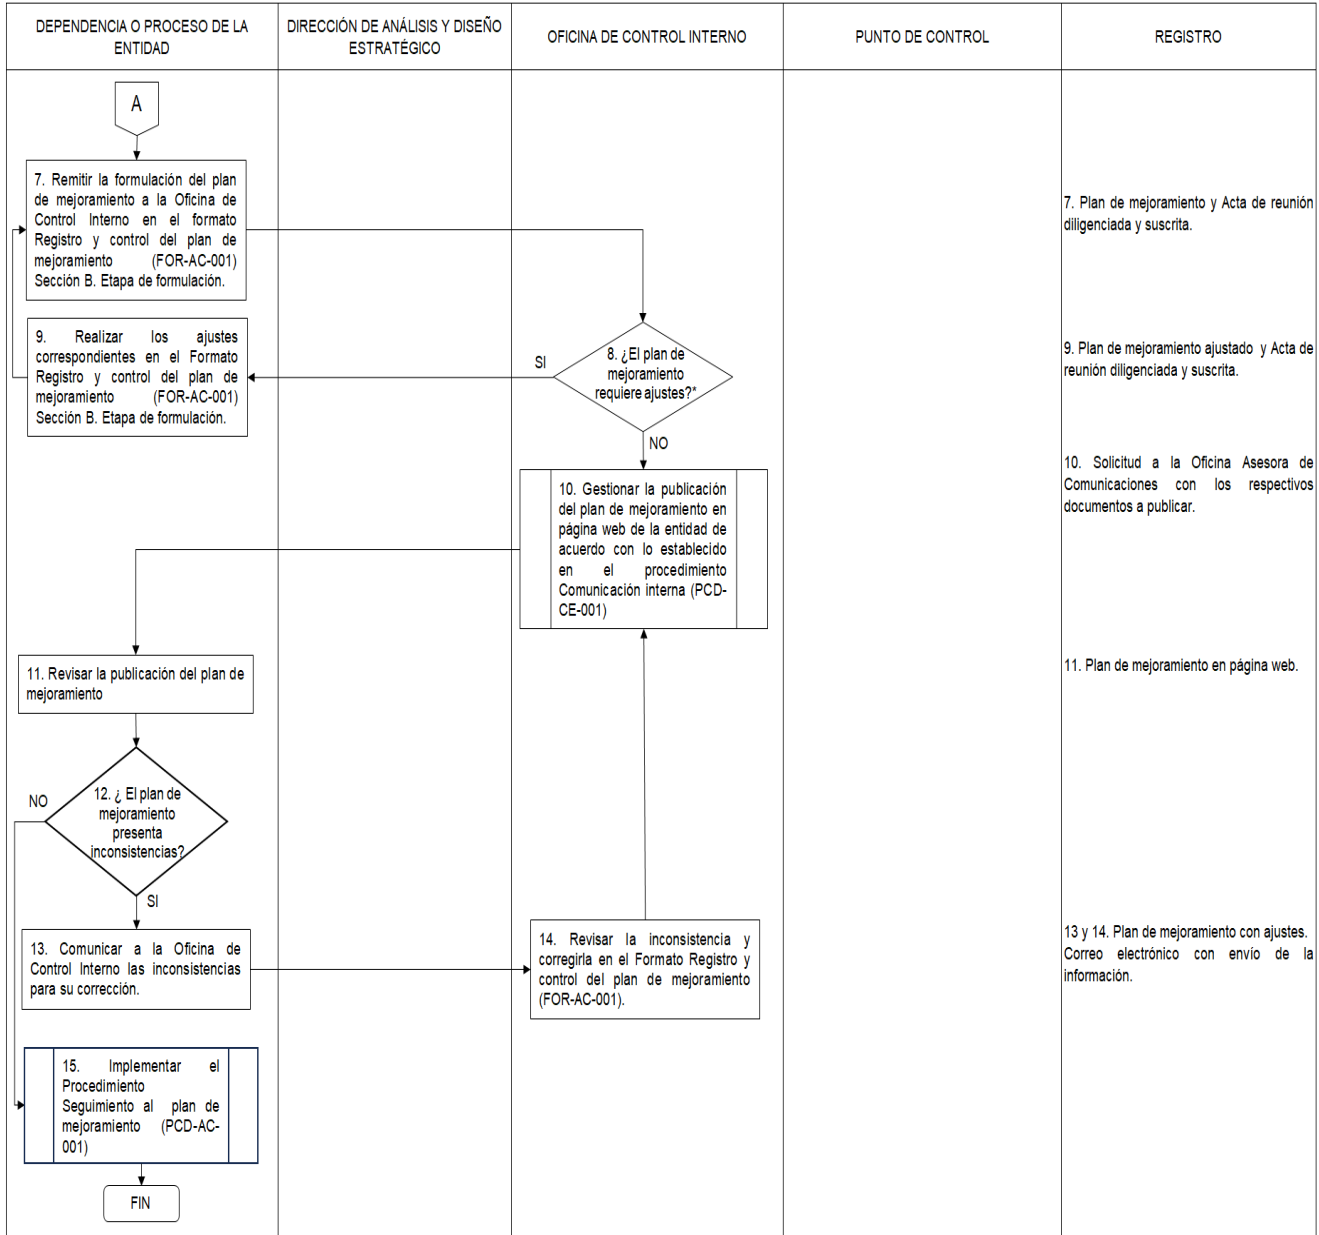 DEPENDENCIA O PROCESO DE LA
ENTIDAD
DIRECCIÓN DE ANÁLISIS Y DISEÑO
ESTRATÉGICO
OFICINA DE CONTROL INTERNO
PUNTO DE CONTROL
REGISTRO
A
7. Remitir la formulación del plan
de mejoramiento a la Oficina de
Control Interno en el formato
Registro y control del plan de
mejoramiento (FOR-AC-001)
Sección B. Etapa de formulación.
7. Plan de mejoramiento y Acta de reunión
diligenciada y suscrita.
8. ¿El plan de
mejoramiento
requiere ajustes?*
SI
NO
9. Realizar los ajustes
correspondientes en el Formato
Registro y control del plan de
mejoramiento (FOR-AC-001)
Sección B. Etapa de formulación.
9. Plan de mejoramiento ajustado y Acta de
reunión diligenciada y suscrita.
10. Gestionar la publicación
del plan de mejoramiento en
página web de la entidad de
acuerdo con lo establecido
en el procedimiento
Comunicación interna (PCD-
CE-001)
10. Solicitud a la Oficina Asesora de
Comunicaciones con los respectivos
documentos a publicar.
11. Revisar la publicación del plan de
mejoramiento
11. Plan de mejoramiento en página web.
12. ¿ El plan de
mejoramiento
presenta
inconsistencias?
NO
SI
13. Comunicar a la Oficina de
Control Interno las inconsistencias
para su corrección.
14. Revisar la inconsistencia y
corregirla en el Formato Registro y
control del plan de mejoramiento
(FOR-AC-001).
13 y 14. Plan de mejoramiento con ajustes.
Correo electrónico con envío de la
información.
15. Implementar el
Procedimiento
Seguimiento al plan de
mejoramiento (PCD-AC-
001)
FIN